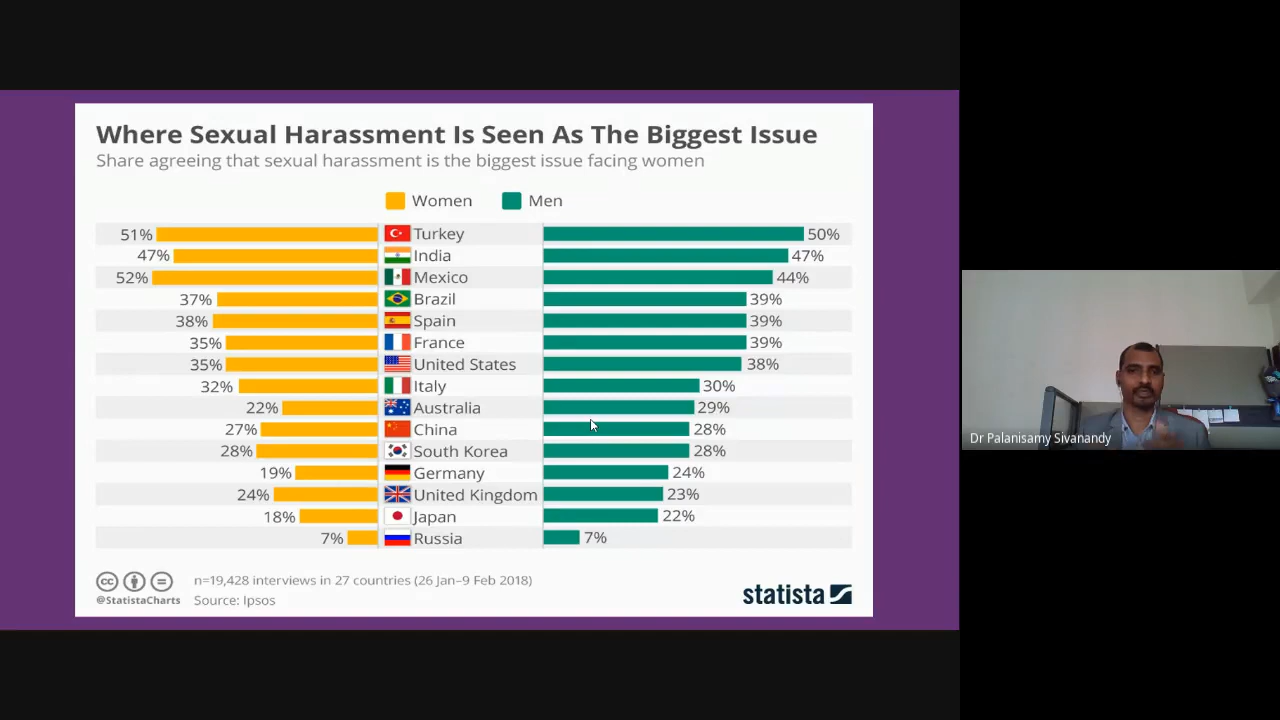 Where Sexual Harassment Is Seen As The Biggest Issue
Share agreeing that sexual harassment is the biggest issue facing women
Women Men
51% Turkey 50%
47% India 47%
52% Mexico 44%
37% Brazil 39%
38% Spain 39%
35% France 39%
35% United States 38%
32% Italy 30%
22% Australia 29%
27% China 28%
28% South Korea 28%
19% Germany 24%
24% United Kingdom 23%
18% Japan 22%
7% Russia 7%
n=19,428 interviews in 27 countries (26 Jan–9 Feb 2018)
@StatistaCharts Source: Ipsos
cc
statista
Dr Palanisamy Sivanandy